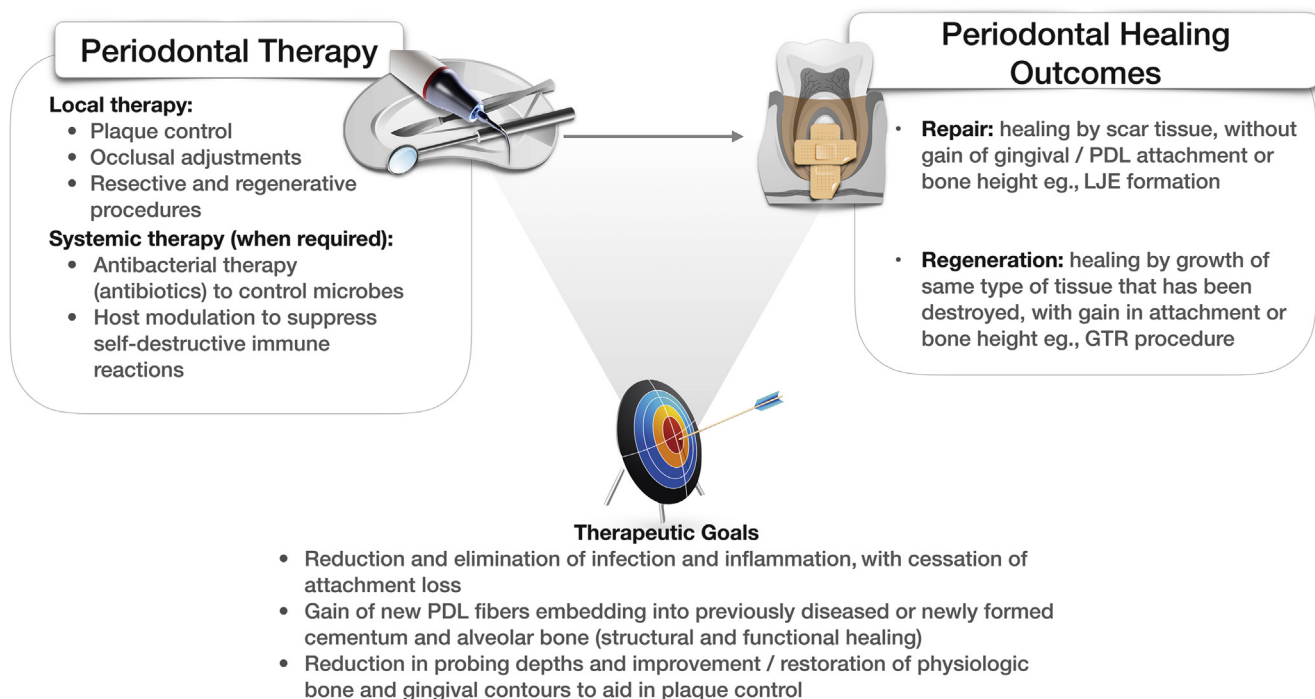 Periodontal Therapy
Local therapy:
• Plaque control
• Occlusal adjustments
• Resective and regenerative
procedures
Systemic therapy (when required):
• Antibacterial therapy
(antibiotics) to control microbes
• Host modulation to suppress
self-destructive immune
reactions
Periodontal Healing
Outcomes
• Repair: healing by scar tissue, without
gain of gingival / PDL attachment or
bone height eg., LJE formation
• Regeneration: healing by growth of
same type of tissue that has been
destroyed, with gain in attachment or
bone height eg., GTR procedure
Therapeutic Goals
• Reduction and elimination of infection and inflammation, with cessation of
attachment loss
• Gain of new PDL fibers embedding into previously diseased or newly formed
cementum and alveolar bone (structural and functional healing)
• Reduction in probing depths and improvement / restoration of physiologic
bone and gingival contours to aid in plaque control